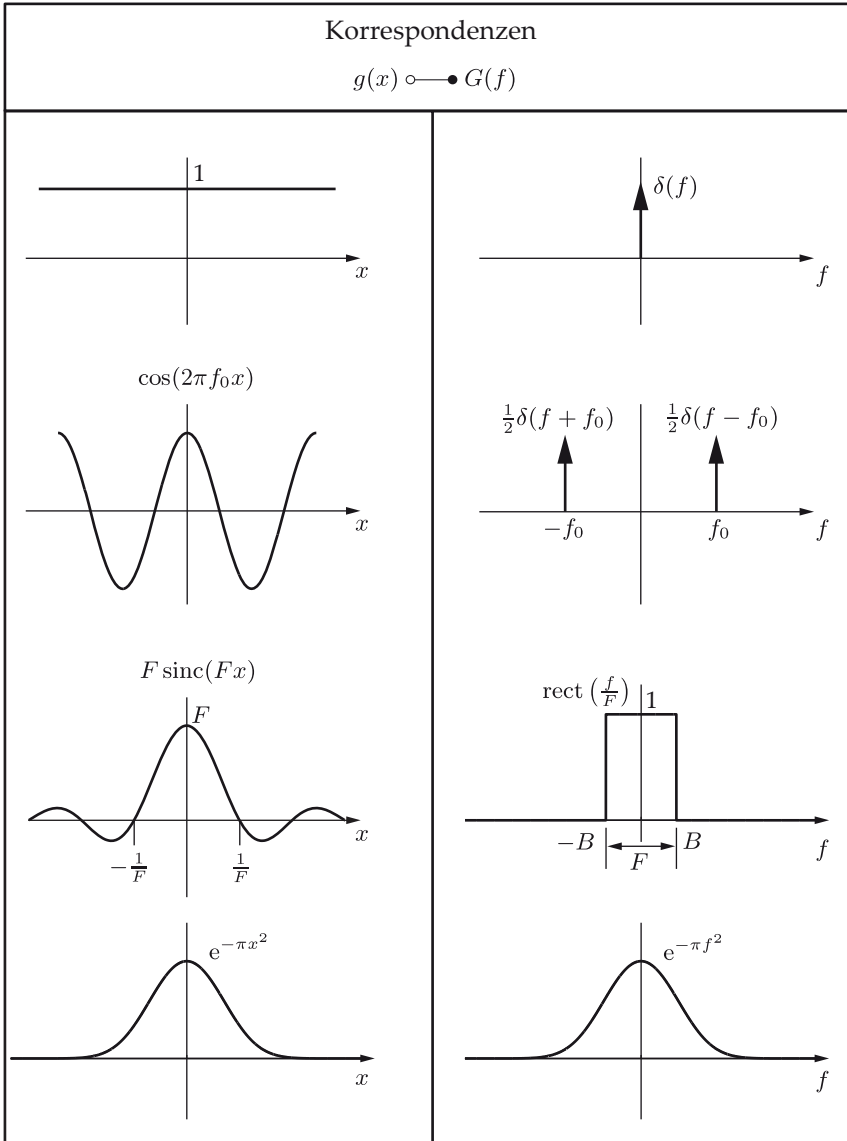 Korrespondenzen
g(x) ○—● G(f)
1
x
δ(f)
f
cos(2πf₀x)
x
½δ(f + f₀) ½δ(f − f₀)
−f₀ f₀ f
F sinc(Fx)
F
x
−1/F 1/F
rect (f/F)
1
−B F B f
e^{−πx²}
x
e^{−πf²}
f